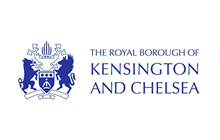 THE ROYAL BOROUGH OF
KENSINGTON
AND CHELSEA